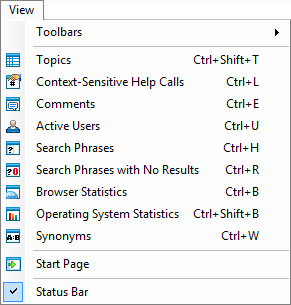 View
Toolbars
Topics Ctrl+Shift+T
Context-Sensitive Help Calls Ctrl+L
Comments Ctrl+E
Active Users Ctrl+U
Search Phrases Ctrl+H
Search Phrases with No Results Ctrl+R
Browser Statistics Ctrl+B
Operating System Statistics Ctrl+Shift+B
Synonyms Ctrl+W
Start Page
Status Bar